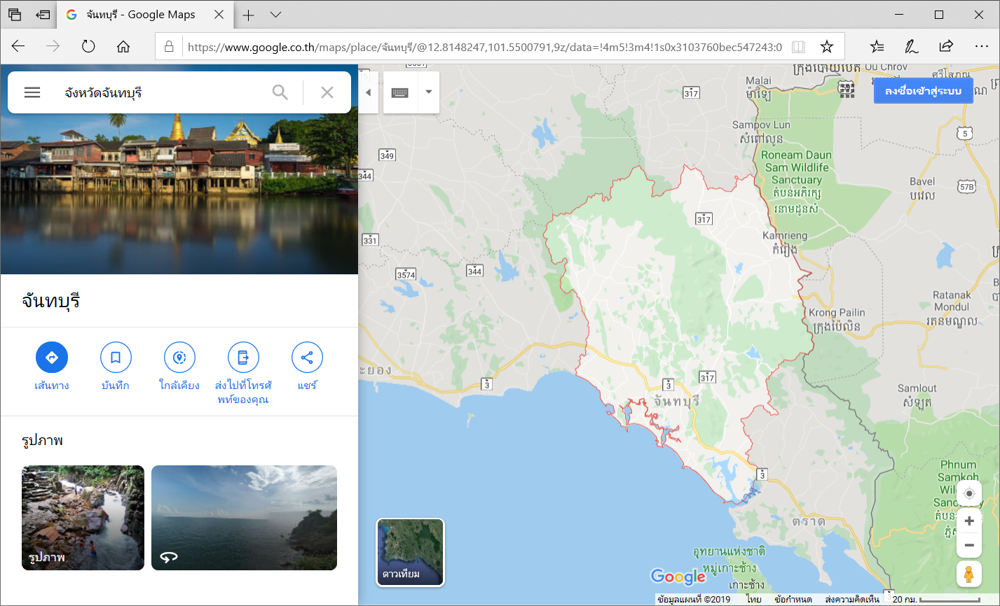 จันทบุรี - Google Maps
https://www.google.co.th/maps/place/จันทบุรี/@12.8148247,101.5500791,9z/data=!4m5!3m4!1s0x3103760bec547243:0
จังหวัดจันทบุรี
จันทบุรี
เส้นทาง
บันทึก
ใกล้เคียง
ส่งไปที่โทรศั
พท์ของคุณ
แชร์
รูปภาพ
รูปภาพ
ลงชื่อเข้าสู่ระบบ
Ou Chrov
Malai
ម៉ាឡៃ
317
59
5
Sampov Lun
សំពៅលូន
Roneam Daun
Sam Wildlife
Sanctuary
តំបន់អភិរក្ស
រនាមដូនសំ
349
344
Bavel
បវេល
57B
317
331
Kamrieng
កំរៀង
3574
344
Ratanak
Mondul
រតនមណ្ឌល
Krong Pailin
ក្រុងប៉ៃលិន
ระยอง
3
3
317
จันทบุรี
Samlout
សំឡូត
3
Phnum
Samkoh
ตราด
อุทยานแห่งชาติ
หมู่เกาะช้าง
เกาะช้าง
ดาวเทียม
Google
3
ข้อมูลแผนที่ ©2019
ไทย
ข้อกำหนด
ส่งความคิดเห็น
20 กม.